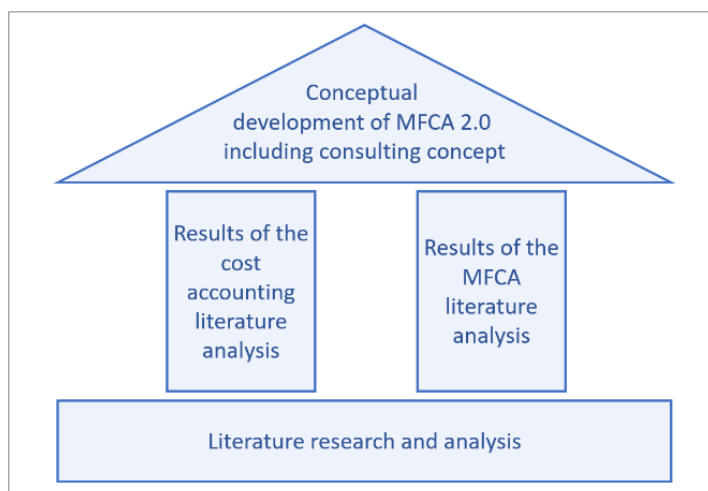 Conceptual
development of MFCA 2.0
including consulting concept
Results of the
cost
accounting
literature
analysis
Results of the
MFCA
literature
analysis
Literature research and analysis